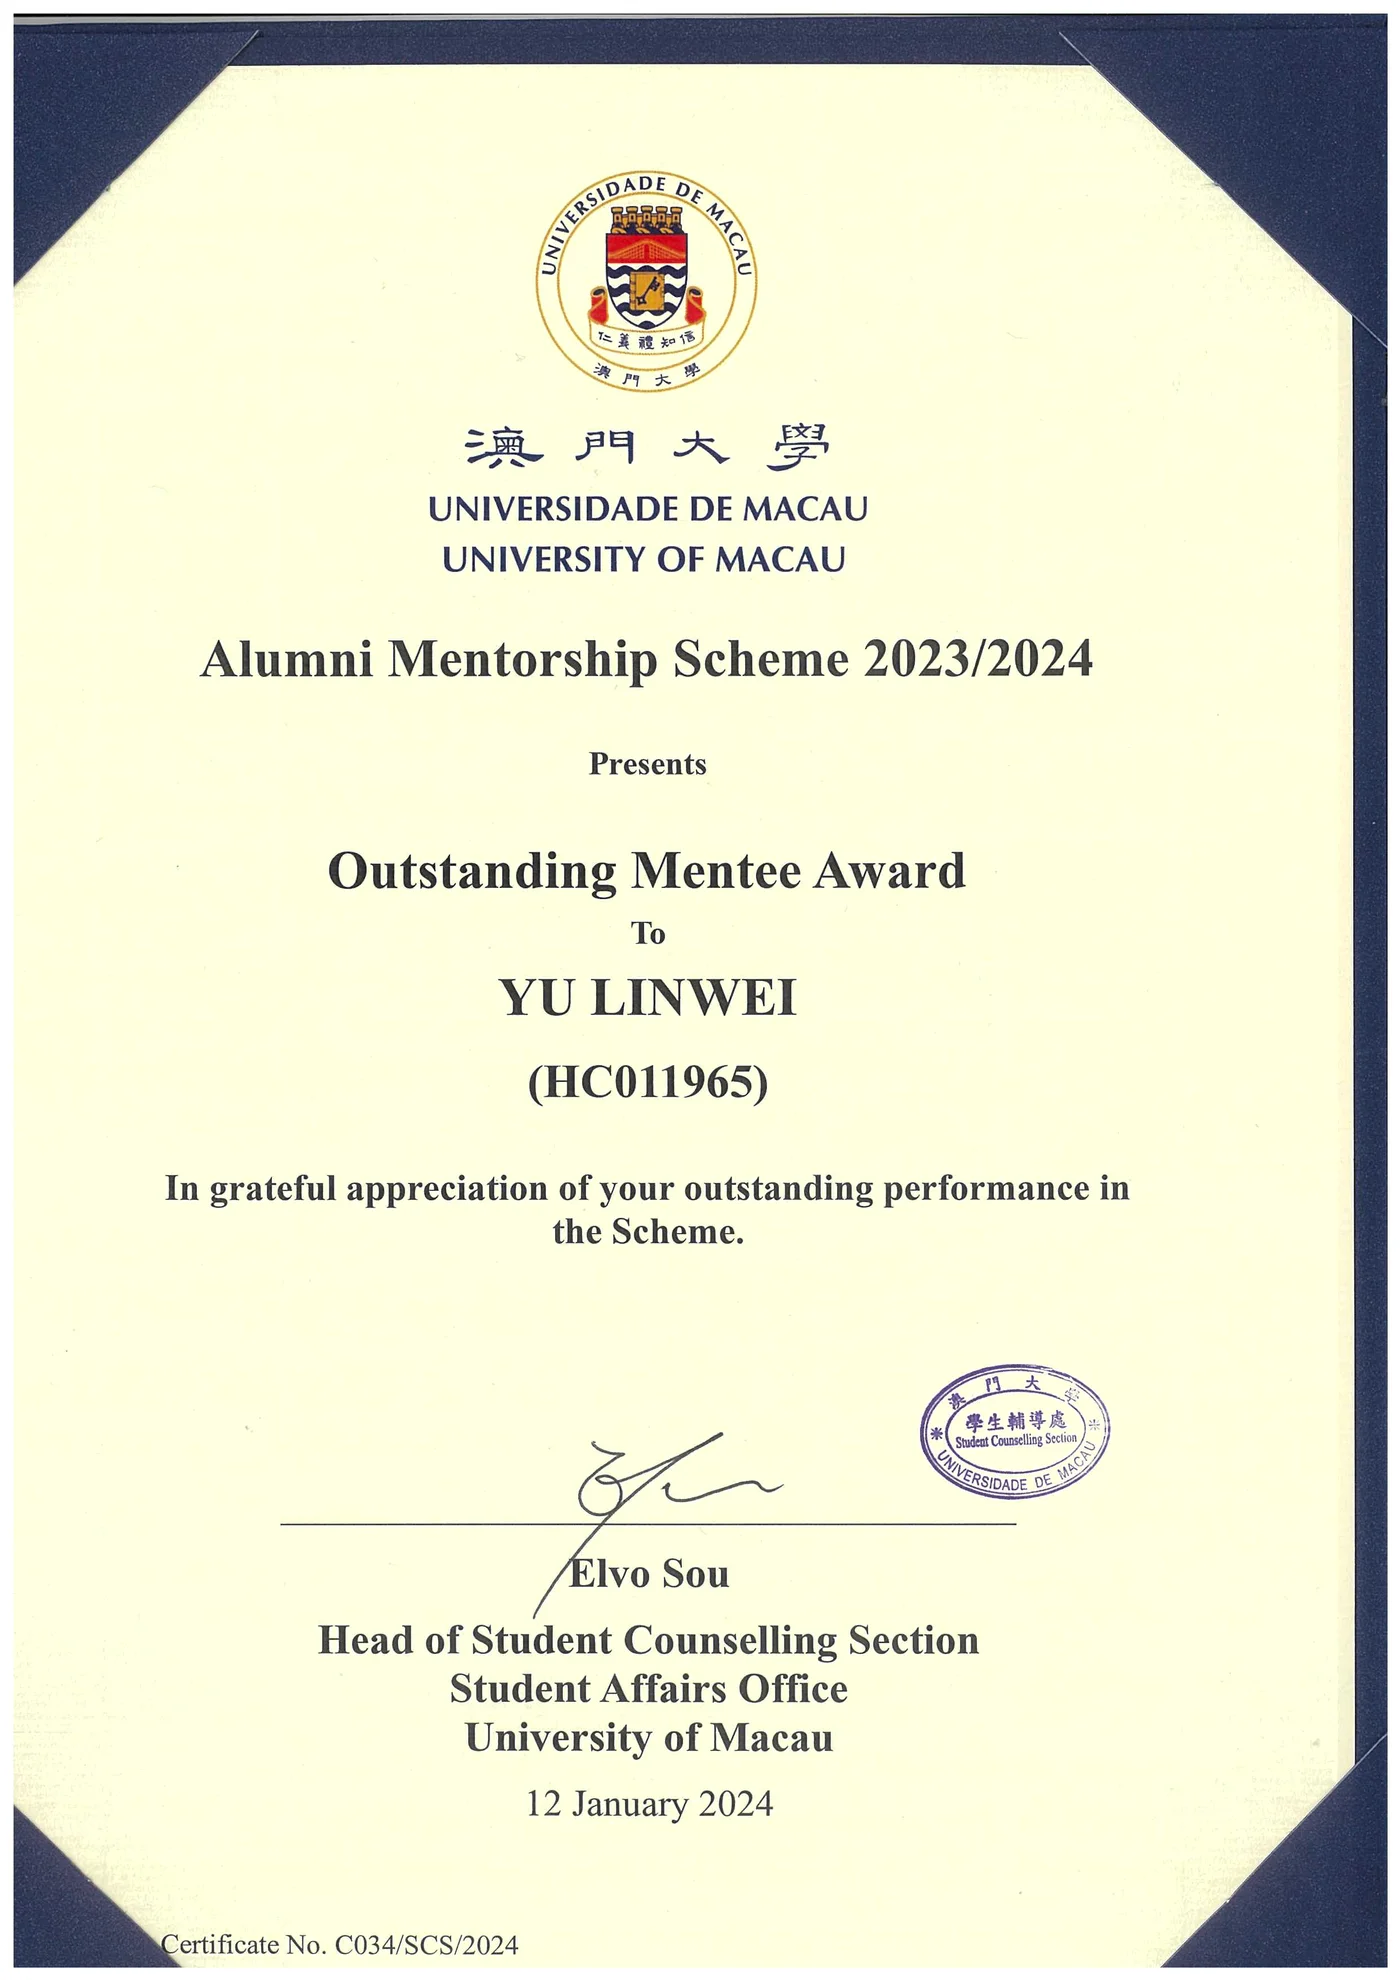 UNIVERSIDADE DE MACAU
仁義禮知信
澳門大學
澳門大學
UNIVERSIDADE DE MACAU
UNIVERSITY OF MACAU
Alumni Mentorship Scheme 2023/2024
Presents
Outstanding Mentee Award
To
YU LINWEI
(HC011965)
In grateful appreciation of your outstanding performance in
the Scheme.
澳門大學
學生輔導處
Student Counselling Section
UNIVERSIDADE DE MACAU
Elvo Sou
Head of Student Counselling Section
Student Affairs Office
University of Macau
12 January 2024
Certificate No. C034/SCS/2024